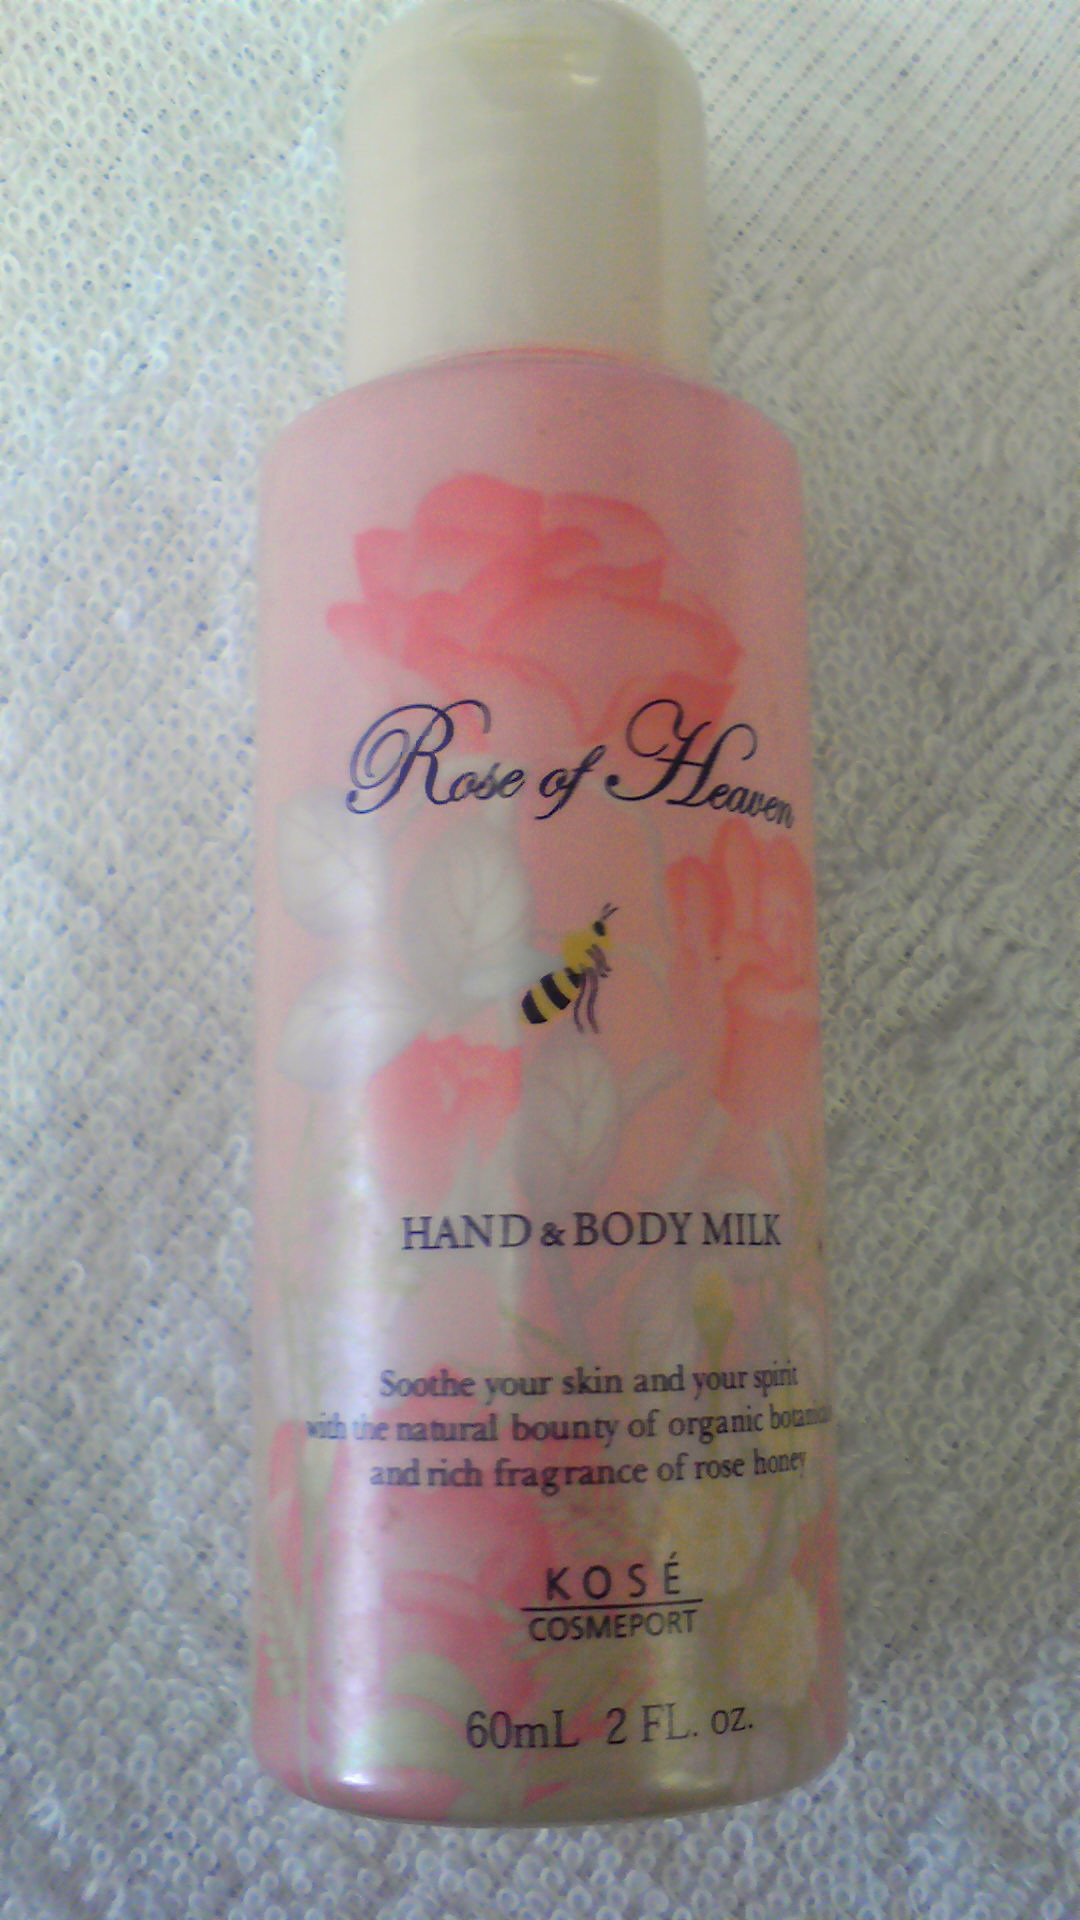 Rose of Heaven
HAND & BODY MILK
Soothe your skin and your spirit
with the natural bounty of organic botanicals
and rich fragrance of rose honey
KOSÉ
COSMEPORT
60mL 2 FL. oz.